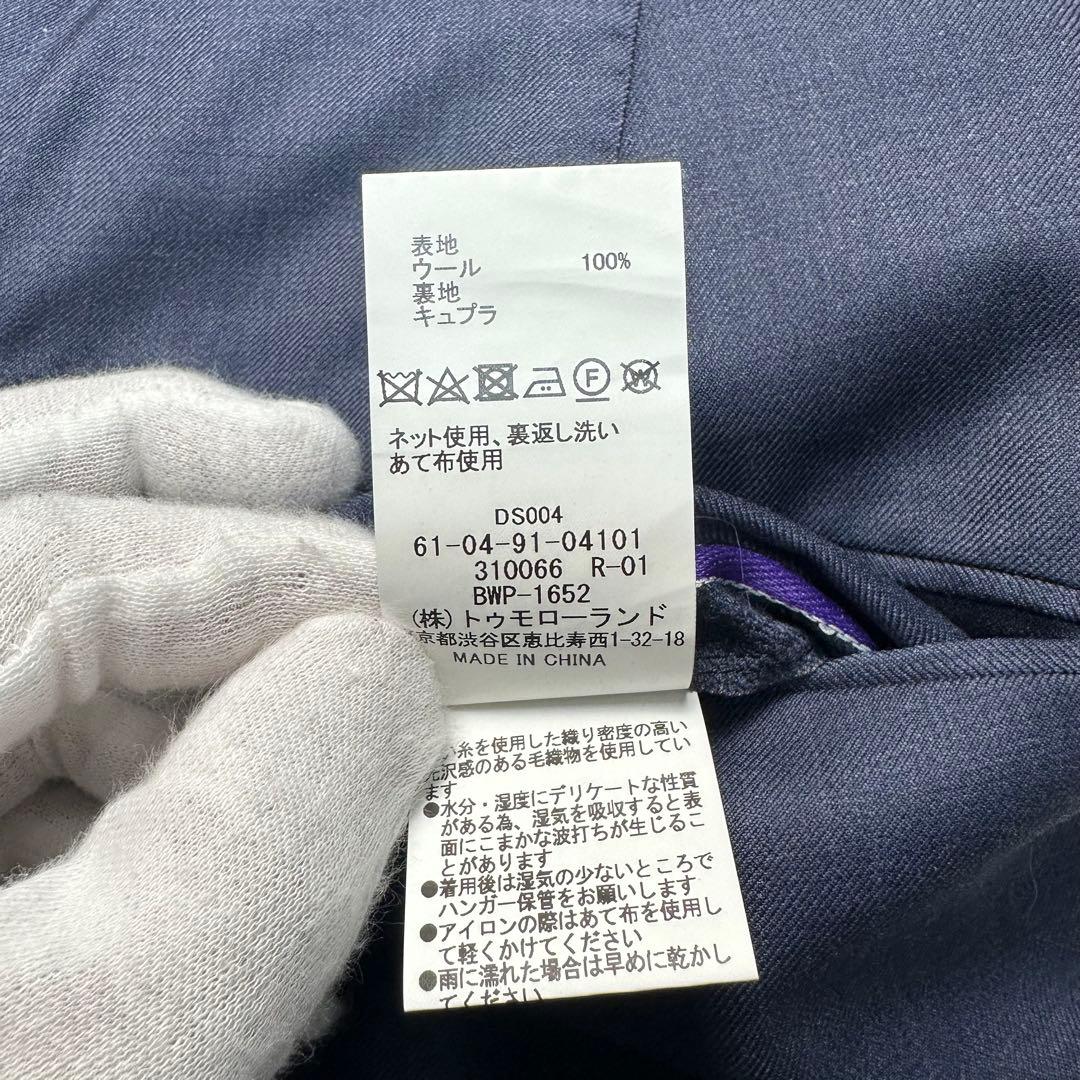 表地
ウール 100%
裏地
キュプラ
F
W
ネット使用、裏返し洗い
あて布使用
DS004
61-04-91-04101
310066 R-01
BWP-1652
(株)トゥモローランド
京都渋谷区恵比寿西1-32-18
MADE IN CHINA
糸を使用した織り密度の高い
光沢感のある毛織物を使用してい
ます
●水分・湿度にデリケートな性質
がある為、湿気を吸収すると表
面にこまかな波打ちが生じるこ
とがあります
●着用後は湿気の少ないところで
ハンガー保管をお願いします
●アイロンの際はあて布を使用し
て軽くかけてください
●雨に濡れた場合は早めに乾かし
てください